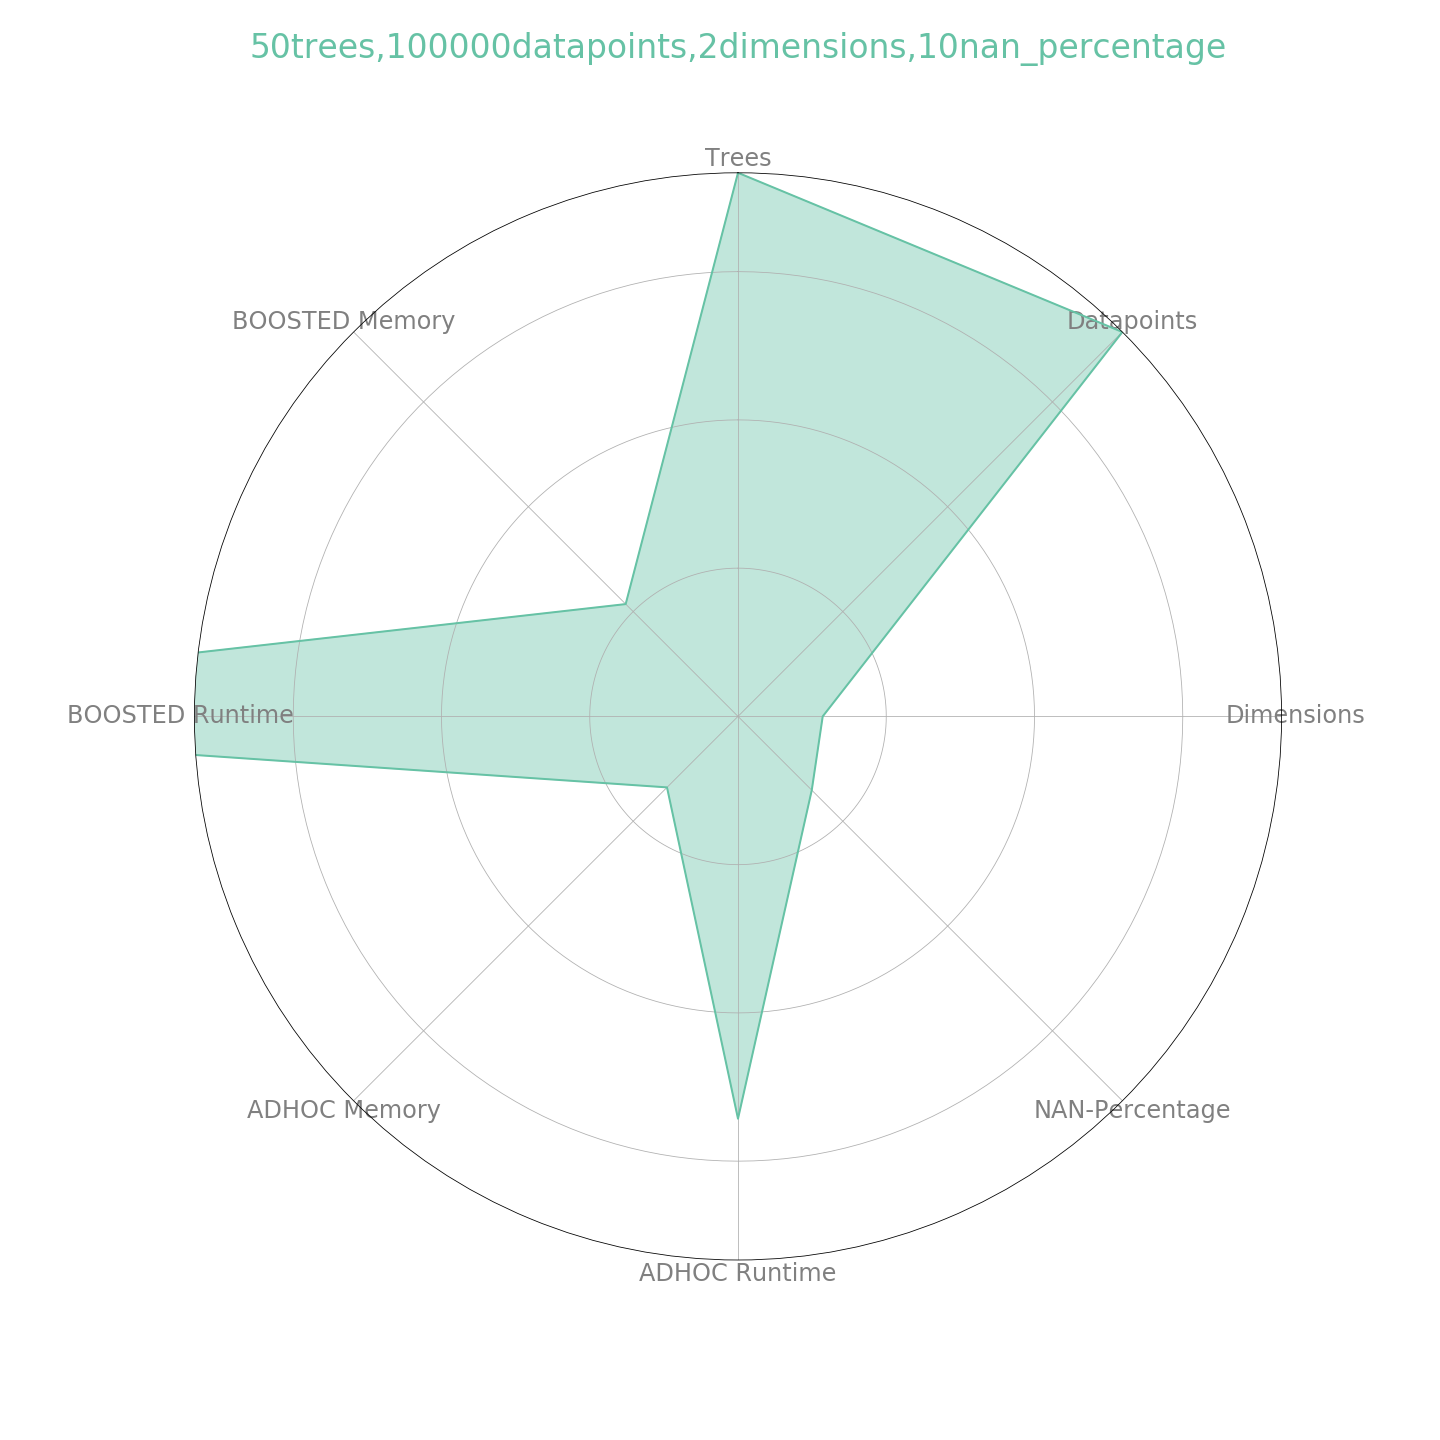 50trees,100000datapoints,2dimensions,10nan_percentage
Trees
BOOSTED Memory
Datapoints
BOOSTED Runtime
Dimensions
ADHOC Memory
NAN-Percentage
ADHOC Runtime